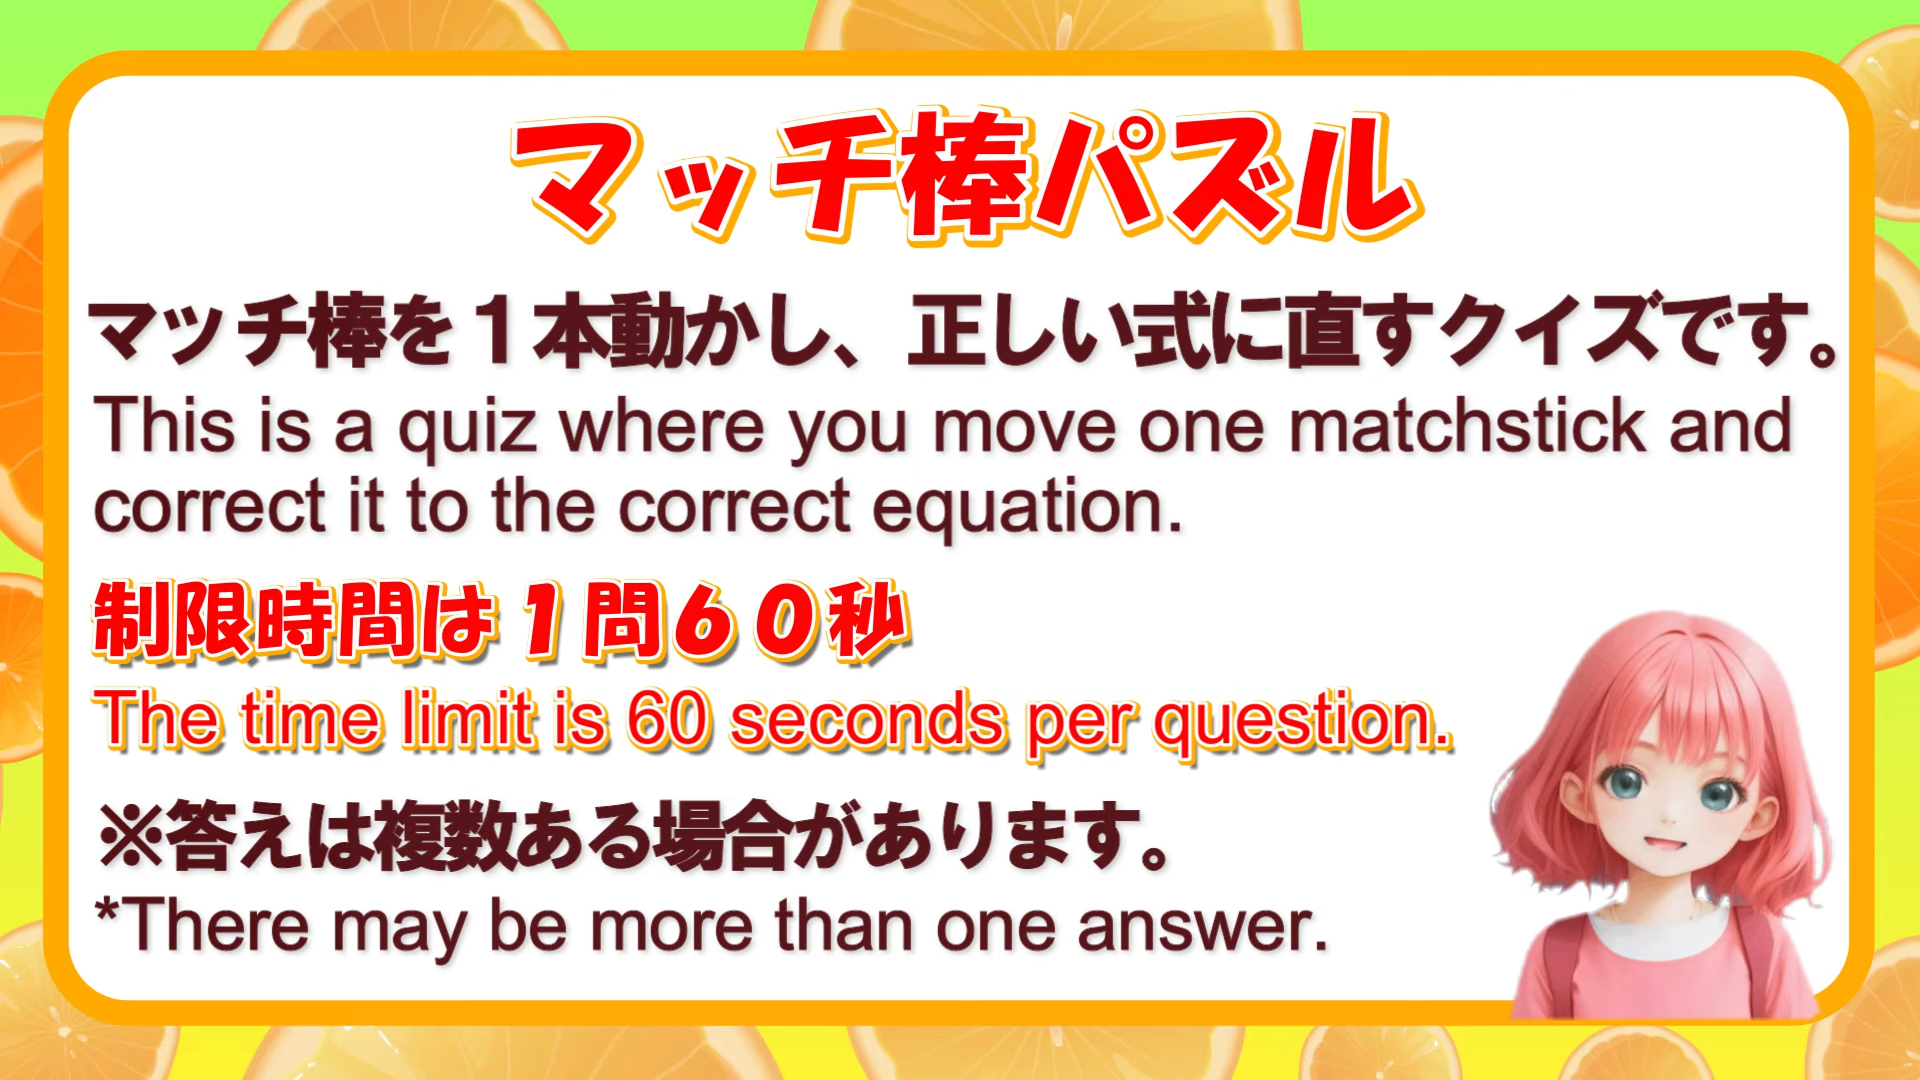 マッチ棒パズル
マッチ棒を１本動かし、正しい式に直すクイズです。
This is a quiz where you move one matchstick and
correct it to the correct equation.
制限時間は１問６０秒
The time limit is 60 seconds per question.
※答えは複数ある場合があります。
*There may be more than one answer.